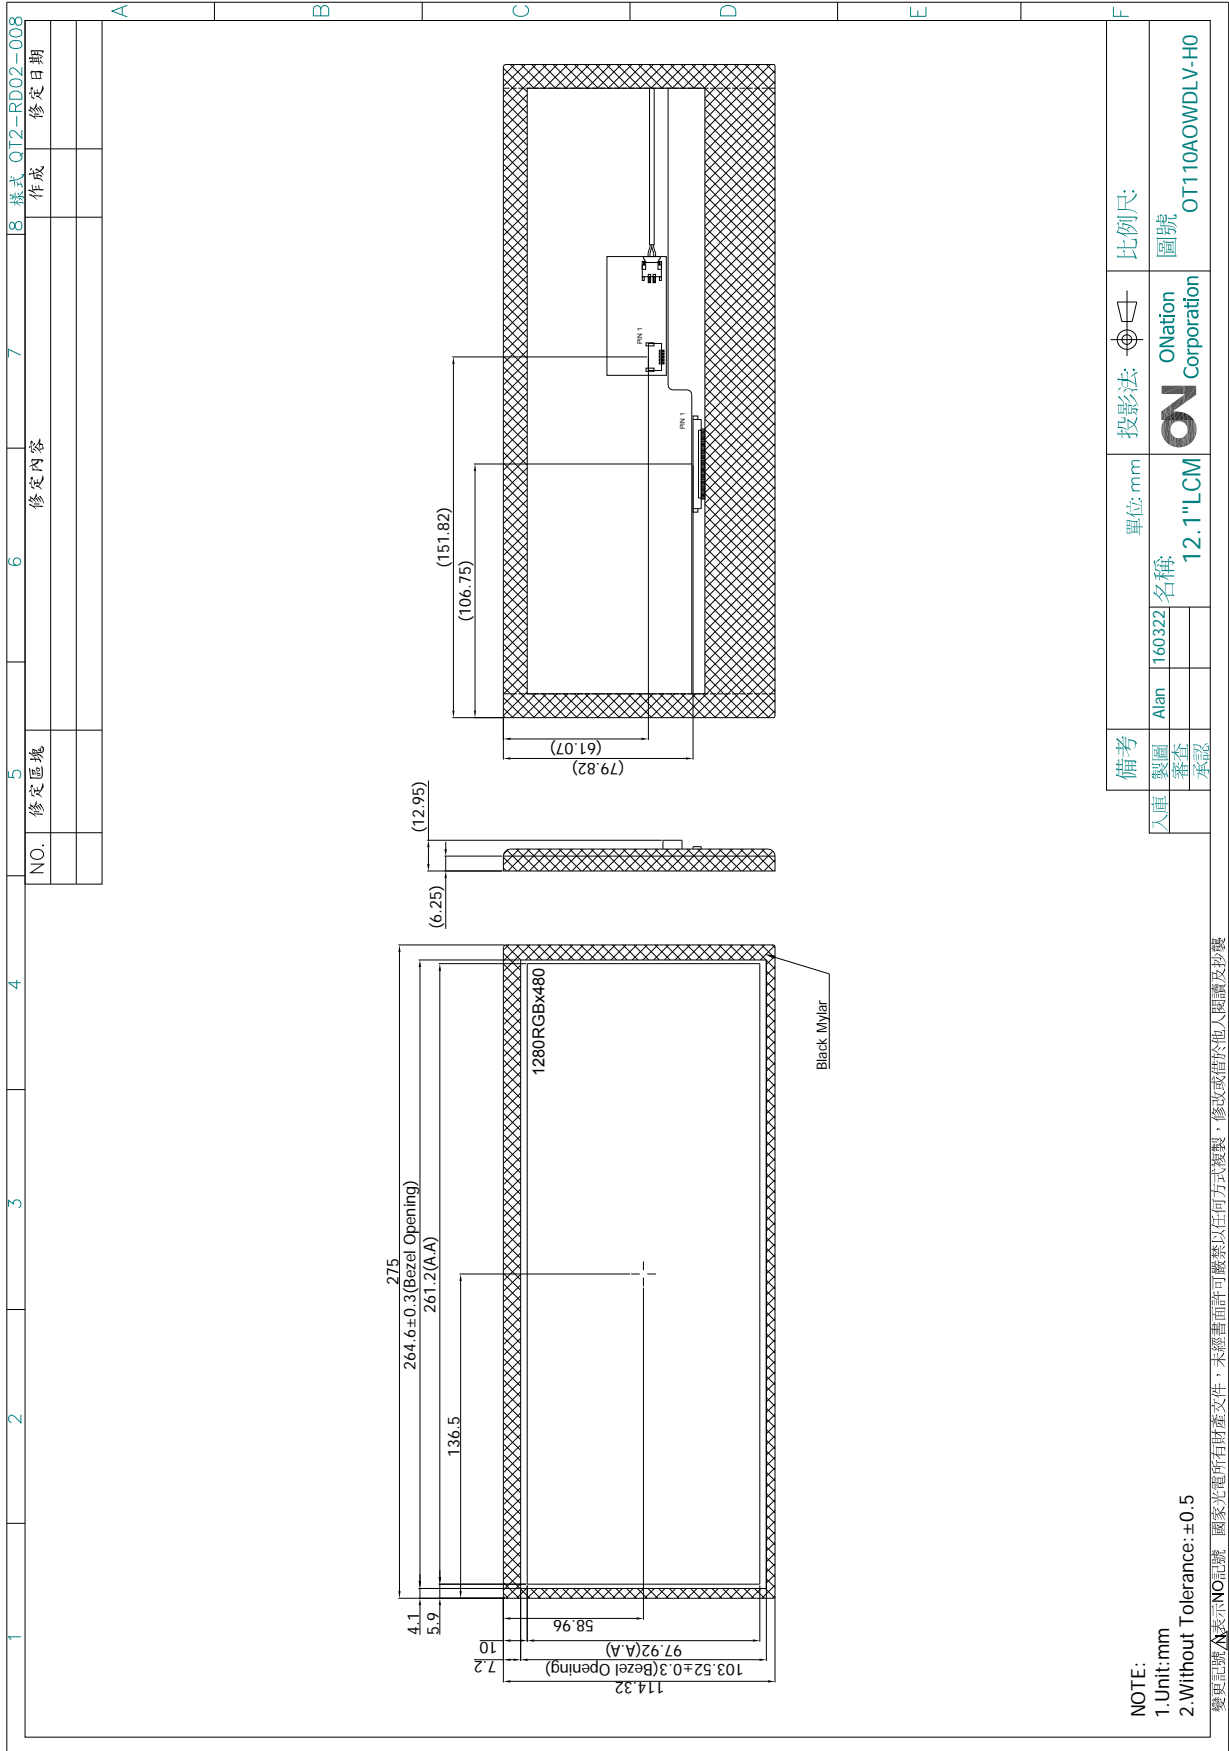 1 2 3 4 5 6 7 8
樣式 QT2-RD02-008
A
B
C
D
E
F
NO. 修定區塊 修定內容 作成 修定日期
275
264.6±0.3(Bezel Opening)
261.2(A.A)
136.5
4.1
5.9
7.2
10
58.96
97.92(A.A)
103.52±0.3(Bezel Opening)
114.32
1280RGBx480
Black Mylar
(12.95)
(6.25)
(151.82)
(106.75)
(61.07)
(79.82)
PIN 1
PIN 1
NOTE:
1.Unit:mm
2.Without Tolerance:±0.5
備考 單位: mm 投影法: 比例尺:
入庫 製圖 Alan 160322
審查
承認
名稱:
12.1"LCM
ON
ONation
Corporation
圖號
OT110AOWDLV-H0
變更記號 N 表示NO記號 國家光電所有財產文件，未經書面許可嚴禁以任何方式複製，修改或借於他人閱讀及抄襲